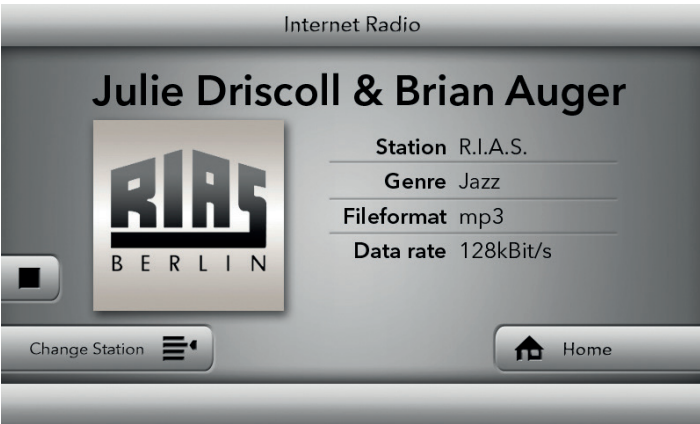 Internet Radio
Julie Driscoll & Brian Auger
RIAS
BERLIN
Station R.I.A.S.
Genre Jazz
Fileformat mp3
Data rate 128kBit/s
Change Station
Home